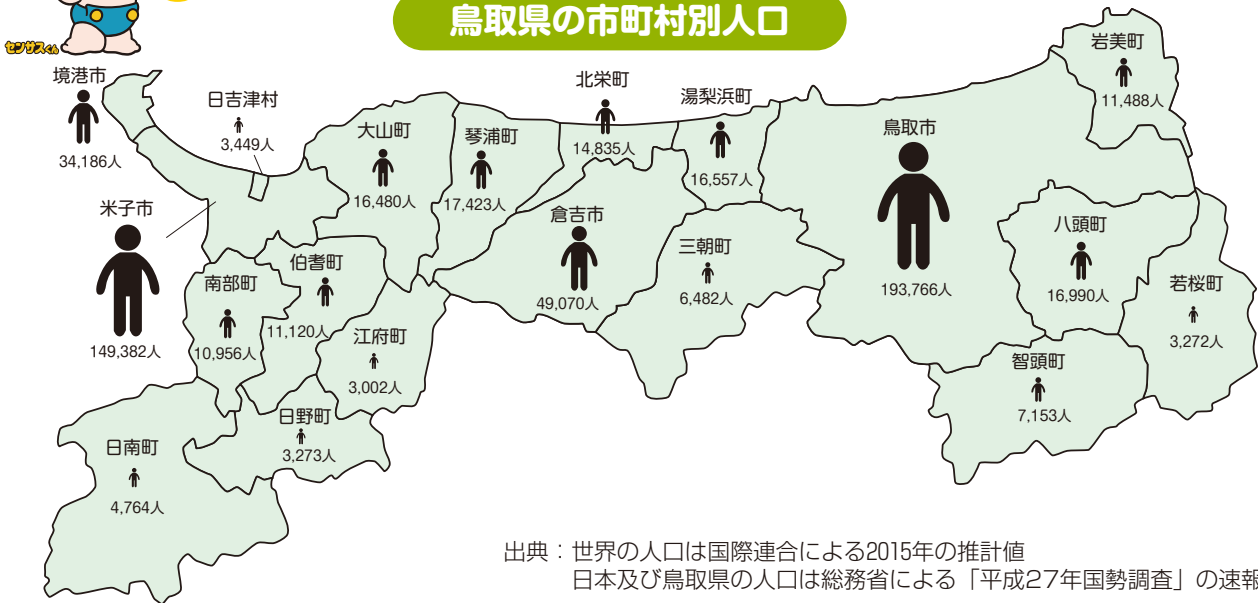 鳥取県の市町村別人口
センサスくん
境港市
34,186人
日吉津村
3,449人
米子市
149,382人
大山町
16,480人
琴浦町
17,423人
北栄町
14,835人
湯梨浜町
16,557人
鳥取市
193,766人
岩美町
11,488人
倉吉市
49,070人
三朝町
6,482人
八頭町
16,990人
若桜町
3,272人
智頭町
7,153人
南部町
10,956人
伯耆町
11,120人
江府町
3,002人
日野町
3,273人
日南町
4,764人
出典：世界の人口は国際連合による2015年の推計値
日本及び鳥取県の人口は総務省による「平成27年国勢調査」の速報